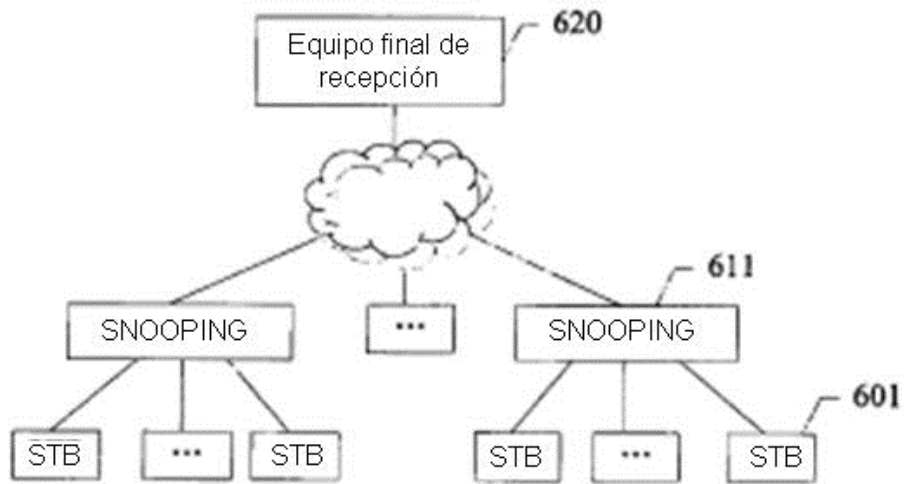 620
Equipo final de
recepción
611
SNOOPING ... SNOOPING
601
STB ... STB STB ... STB